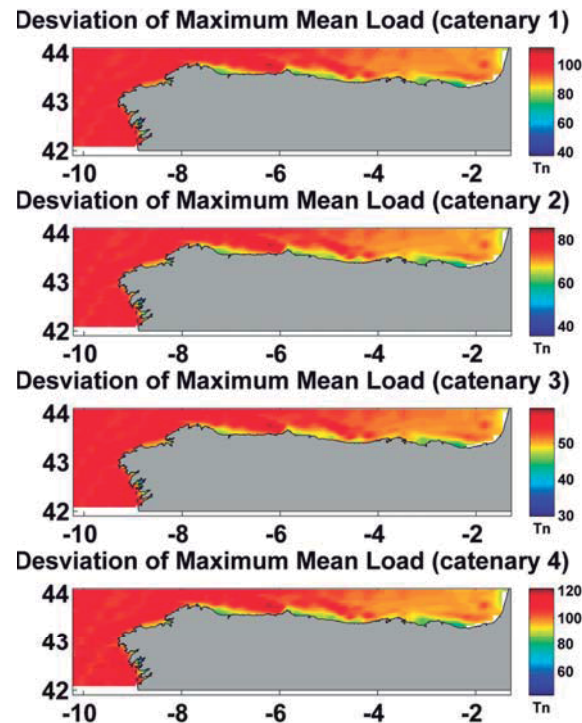 Desviation of Maximum Mean Load (catenary 1)
44
43
42
-10 -8 -6 -4 -2
100
80
60
40
Tn
Desviation of Maximum Mean Load (catenary 2)
44
43
42
-10 -8 -6 -4 -2
80
60
40
Tn
Desviation of Maximum Mean Load (catenary 3)
44
43
42
-10 -8 -6 -4 -2
50
40
30
Tn
Desviation of Maximum Mean Load (catenary 4)
44
43
42
-10 -8 -6 -4 -2
120
100
80
60
Tn